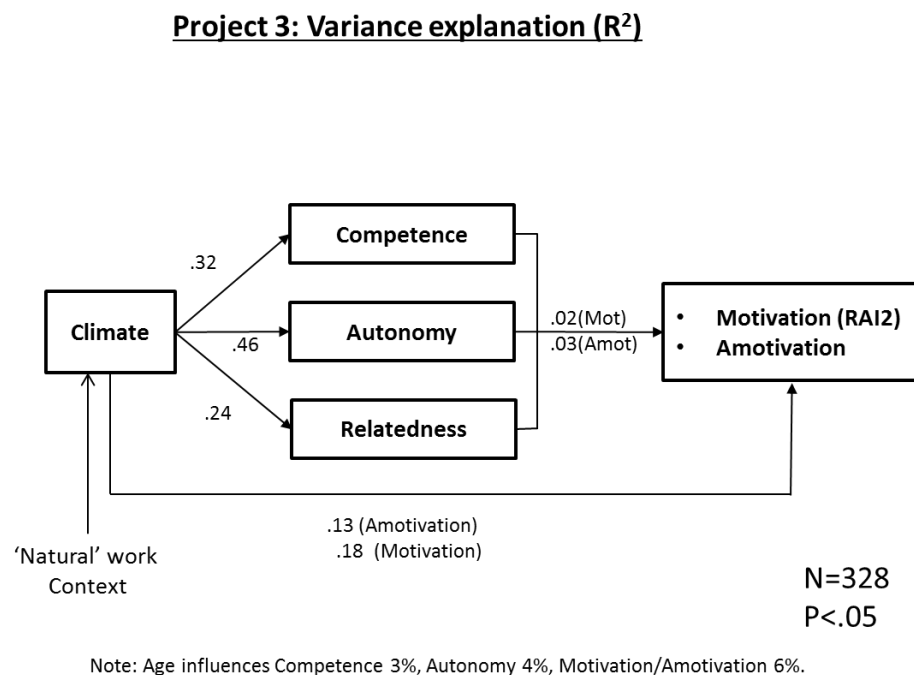 Project 3: Variance explanation (R²)
Competence
.32
Climate
.46
Autonomy
.02(Mot)
.03(Amot)
• Motivation (RAI2)
• Amotivation
.24
Relatedness
.13 (Amotivation)
.18 (Motivation)
‘Natural’ work
Context
N=328
P<.05
Note: Age influences Competence 3%, Autonomy 4%, Motivation/Amotivation 6%.